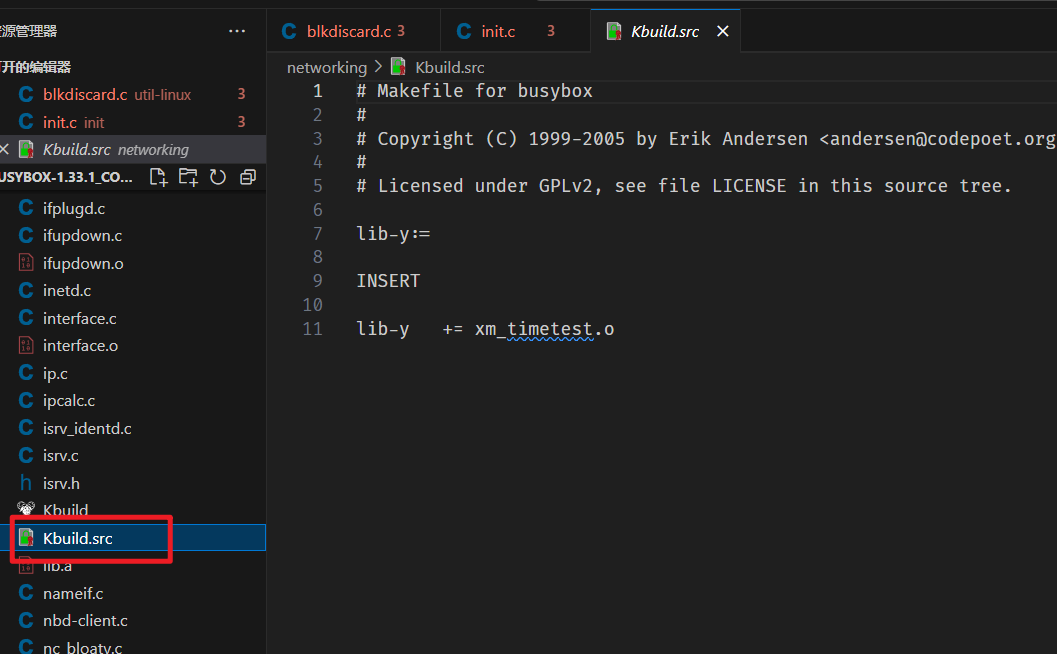 资源管理器
...
打开的编辑器
blkdiscard.c util-linux 3
init.c init 3
Kbuild.src networking
USYBOX-1.33.1_CO...
ifplugd.c
ifupdown.c
ifupdown.o
inetd.c
interface.c
interface.o
ip.c
ipcalc.c
isrv_identd.c
isrv.c
isrv.h
Kbuild
Kbuild.src
lib.a
nameif.c
nbd-client.c
nc_bloaty.c
blkdiscard.c 3
init.c 3
Kbuild.src
networking > Kbuild.src
1 # Makefile for busybox
2 #
3 # Copyright (C) 1999-2005 by Erik Andersen <andersen@codepoet.org
4 #
5 # Licensed under GPLv2, see file LICENSE in this source tree.
6
7 lib-y:=
8
9 INSERT
10
11 lib-y += xm_timetest.o